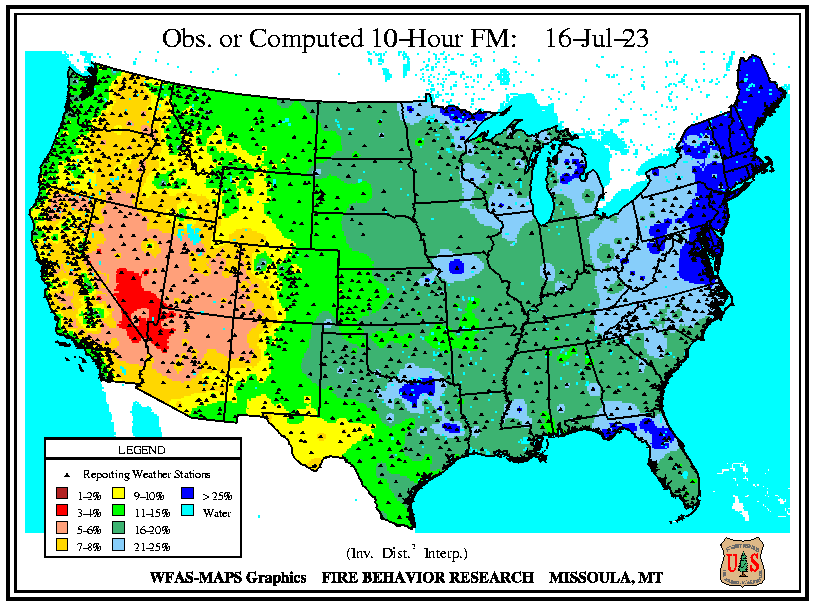 Obs. or Computed 10-Hour FM: 16-Jul-23
LEGEND
Reporting Weather Stations
1-2% 9-10% > 25%
3-4% 11-15% Water
5-6% 16-20%
7-8% 21-25%
(Inv. Dist.² Interp.)
WFAS-MAPS Graphics FIRE BEHAVIOR RESEARCH MISSOULA, MT
U S